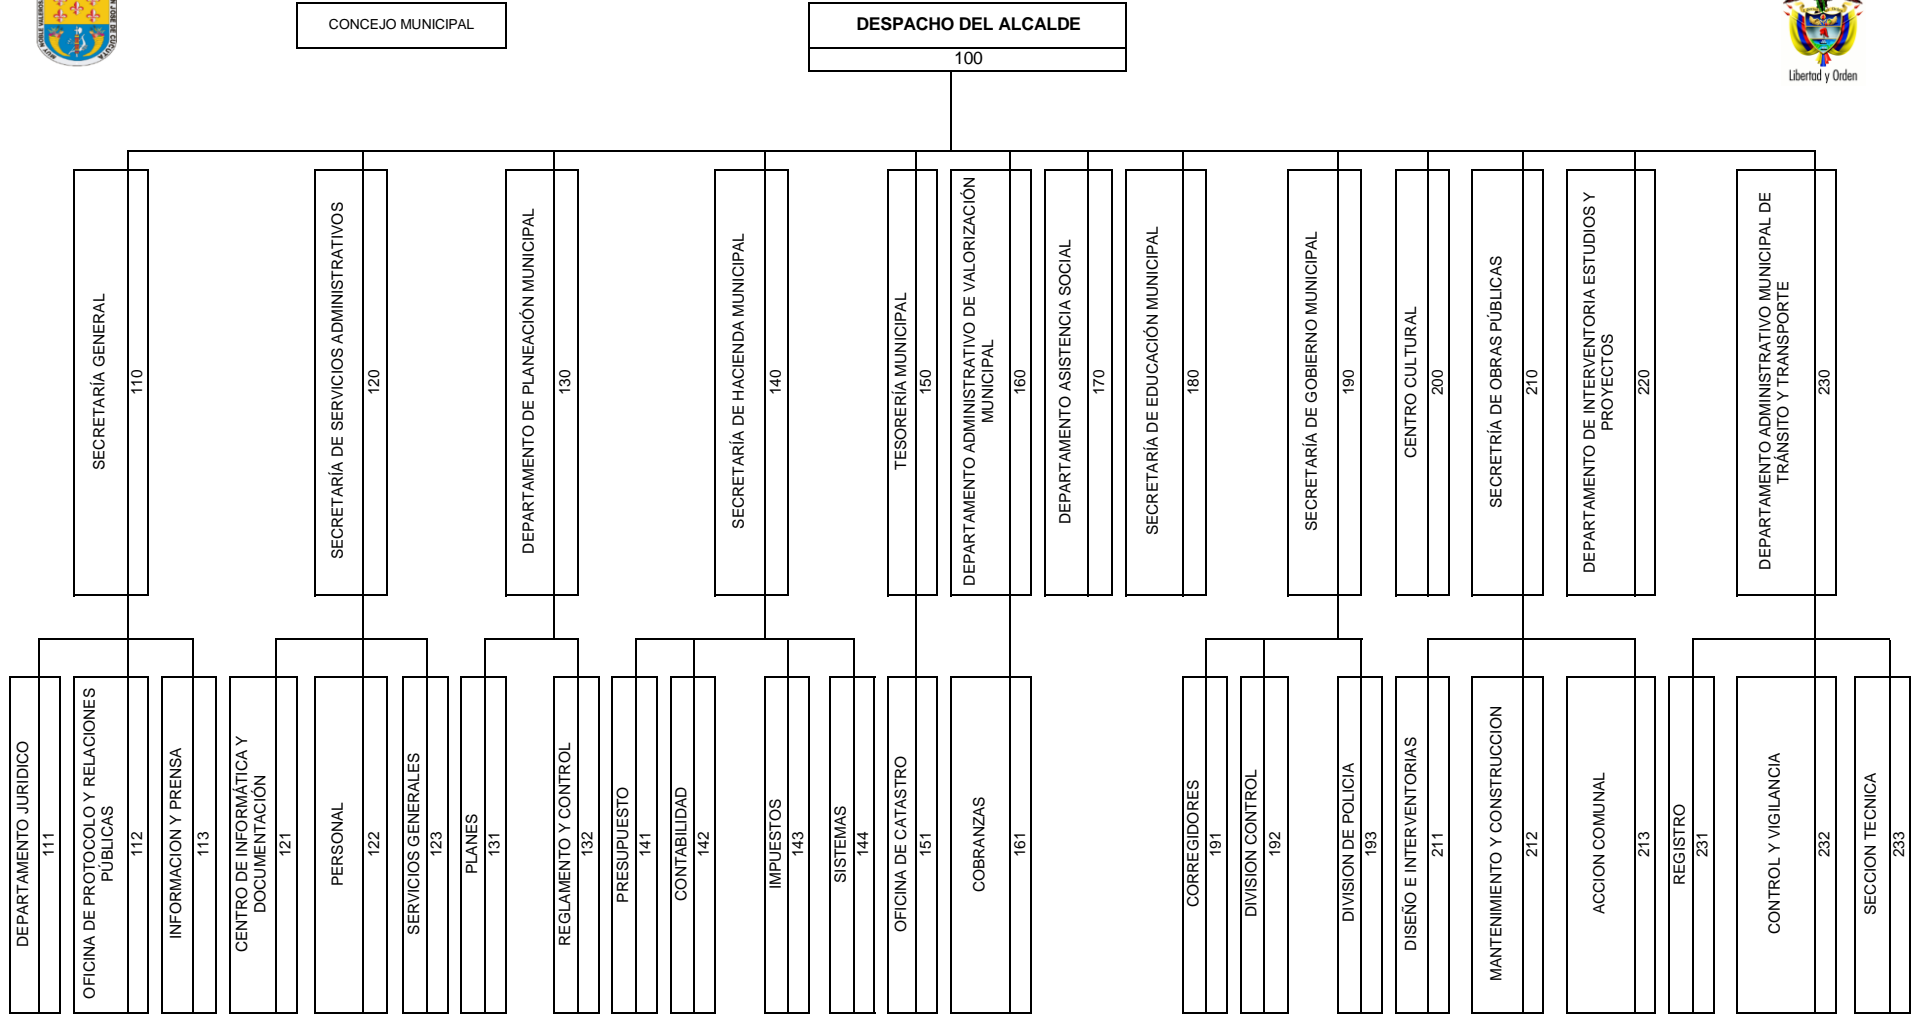 CONCEJO MUNICIPAL
DESPACHO DEL ALCALDE
100
Libertad y Orden
SECRETARÍA GENERAL
110
SECRETARÍA DE SERVICIOS ADMINISTRATIVOS
120
DEPARTAMENTO DE PLANEACIÓN MUNICIPAL
130
SECRETARÍA DE HACIENDA MUNICIPAL
140
TESORERÍA MUNICIPAL
150
DEPARTAMENTO ADMINISTRATIVO DE VALORIZACIÓN
MUNICIPAL
160
DEPARTAMENTO ASISTENCIA SOCIAL
170
SECRETARÍA DE EDUCACIÓN MUNICIPAL
180
SECRETARÍA DE GOBIERNO MUNICIPAL
190
CENTRO CULTURAL
200
SECRETRÍA DE OBRAS PÚBLICAS
210
DEPARTAMENTO DE INTERVENTORIA ESTUDIOS Y
PROYECTOS
220
DEPARTAMENTO ADMINISTRATIVO MUNICIPAL DE
TRÁNSITO Y TRANSPORTE
230
DEPARTAMENTO JURIDICO
111
OFICINA DE PROTOCOLO Y RELACIONES
PÚBLICAS
112
INFORMACION Y PRENSA
113
CENTRO DE INFORMÁTICA Y
DOCUMENTACIÓN
121
PERSONAL
122
SERVICIOS GENERALES
123
PLANES
131
REGLAMENTO Y CONTROL
132
PRESUPUESTO
141
CONTABILIDAD
142
IMPUESTOS
143
SISTEMAS
144
OFICINA DE CATASTRO
151
COBRANZAS
161
CORREGIDORES
191
DIVISION CONTROL
192
DIVISION DE POLICIA
193
DISEÑO E INTERVENTORIAS
211
MANTENIMIENTO Y CONSTRUCCION
212
ACCION COMUNAL
213
REGISTRO
231
CONTROL Y VIGILANCIA
232
SECCION TECNICA
233